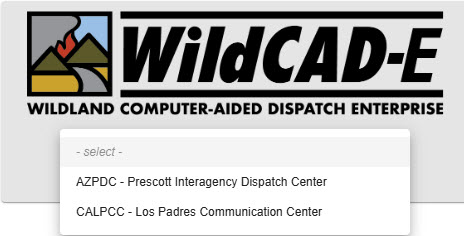 WildCAD-E
WILDLAND COMPUTER-AIDED DISPATCH ENTERPRISE
- select -
AZPDC - Prescott Interagency Dispatch Center
CALPCC - Los Padres Communication Center